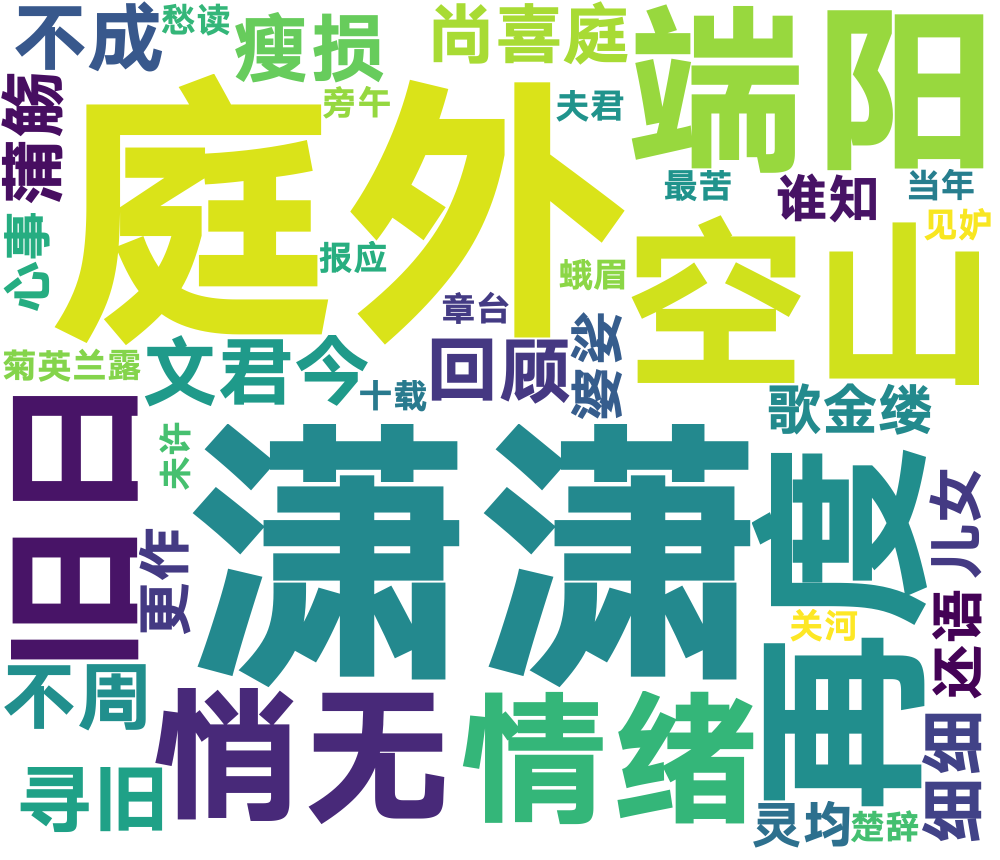 不成
愁读
瘦损
尚喜庭
端阳
蒲觞
庭外
旁午
夫君
最苦
谁知
当年
见妒
心事
报应
蛾眉
空山
章台
菊英兰露
文君今
十载
回顾
婆娑
歌金缕
旧日
未许
潇潇
再度
儿女
更作
关河
还语
不周
悄无
情绪
细细
寻旧
灵均
楚辞